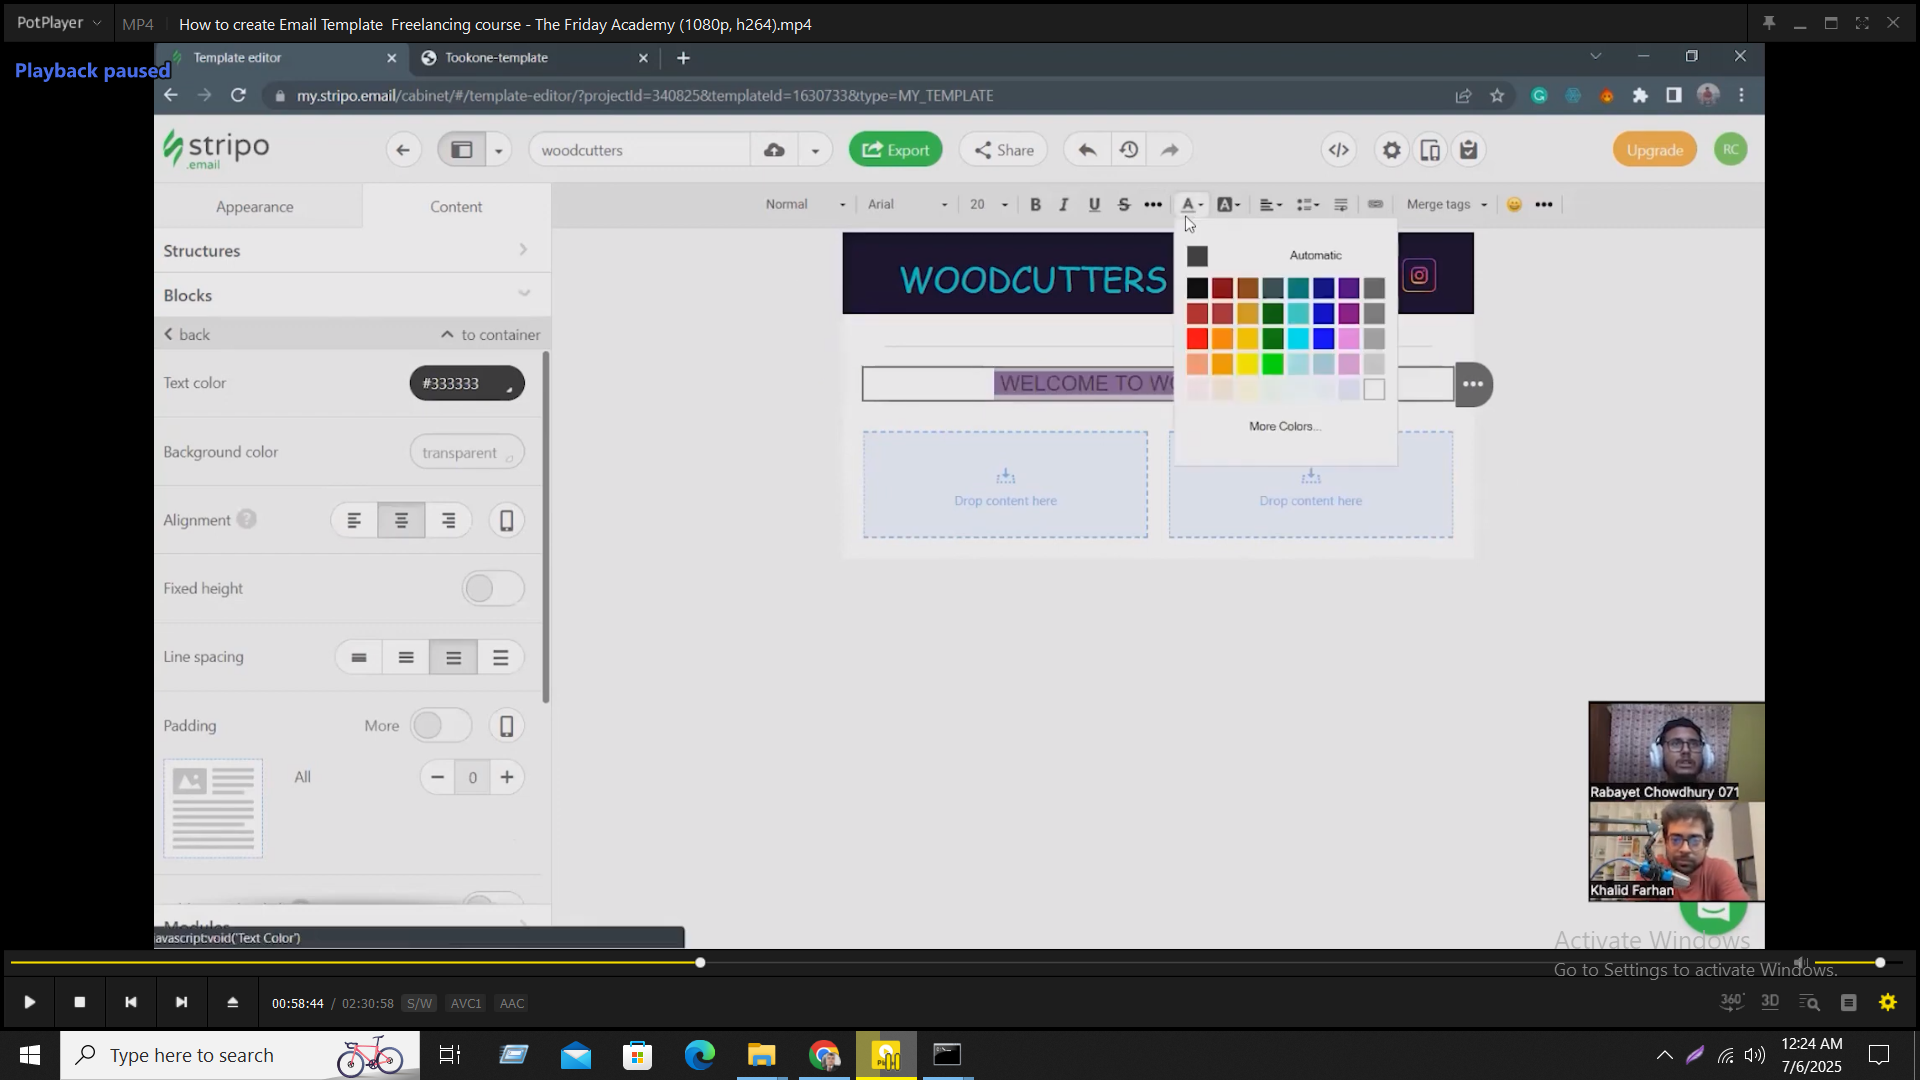 PotPlayer
MP4
How to create Email Template  Freelancing course - The Friday Academy (1080p, h264).mp4
Playback paused
Template editor
Tookone-template
my.stripo.email/cabinet/#/template-editor/?projectId=340825&templateId=1630733&type=MY_TEMPLATE
stripo
.email
woodcutters
Export
Share
Upgrade
RC
Appearance
Content
Normal
Arial
20
B
I
U
S
A
A
Merge tags
Structures
Blocks
back
to container
Text color
#333333
Background color
transparent
Alignment
?
Fixed height
Line spacing
Padding
More
All
0
Modules
javascript:void('Text Color')
WOODCUTTERS
Automatic
More Colors...
WELCOME TO WO
Drop content here
Drop content here
Rabayet Chowdhury 071
Khalid Farhan
Activate Windows
Go to Settings to activate Windows.
00:58:44 / 02:30:58
S/W
AVC1
AAC
360°
3D
Type here to search
12:24 AM
7/6/2025